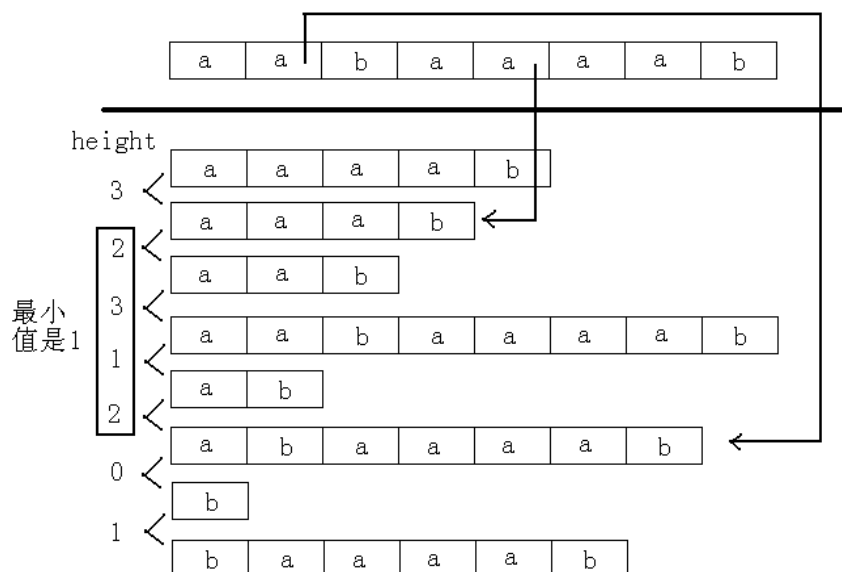 a a b a a a a b
height
a a a a b
3
a a a b
2
a a b
3
最小
值是1
a a b a a a a b
1
a b
2
a b a a a a b
0
b
1
b a a a a b